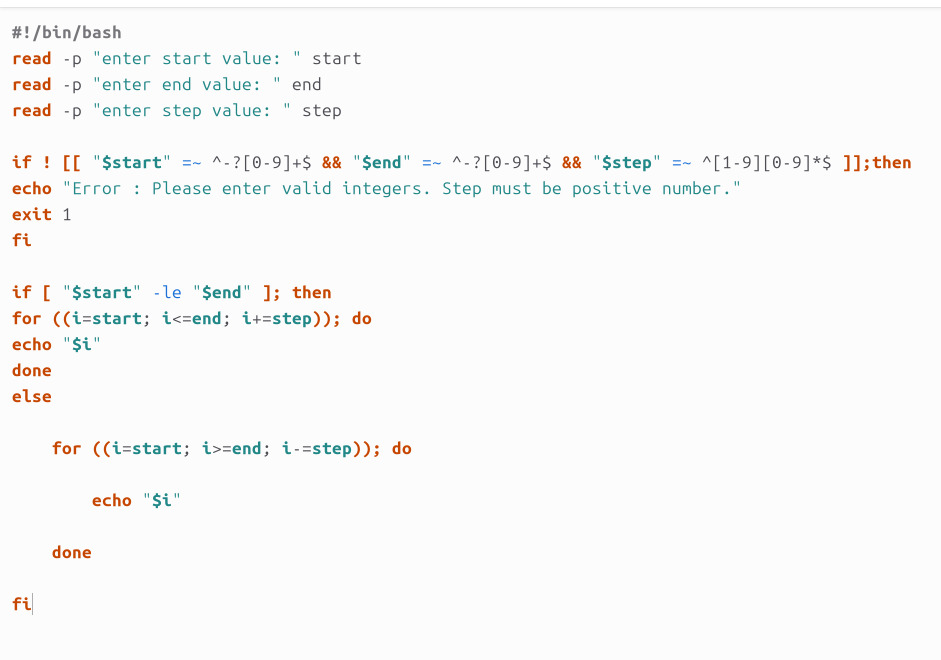 #!/bin/bash
read -p "enter start value: " start
read -p "enter end value: " end
read -p "enter step value: " step
if ! [[ "$start" =~ ^-?[0-9]+$ && "$end" =~ ^-?[0-9]+$ && "$step" =~ ^[1-9][0-9]*$ ]];then
echo "Error : Please enter valid integers. Step must be positive number."
exit 1
fi
if [ "$start" -le "$end" ]; then
for ((i=start; i<=end; i+=step)); do
echo "$i"
done
else
for ((i=start; i>=end; i-=step)); do
echo "$i"
done
fi